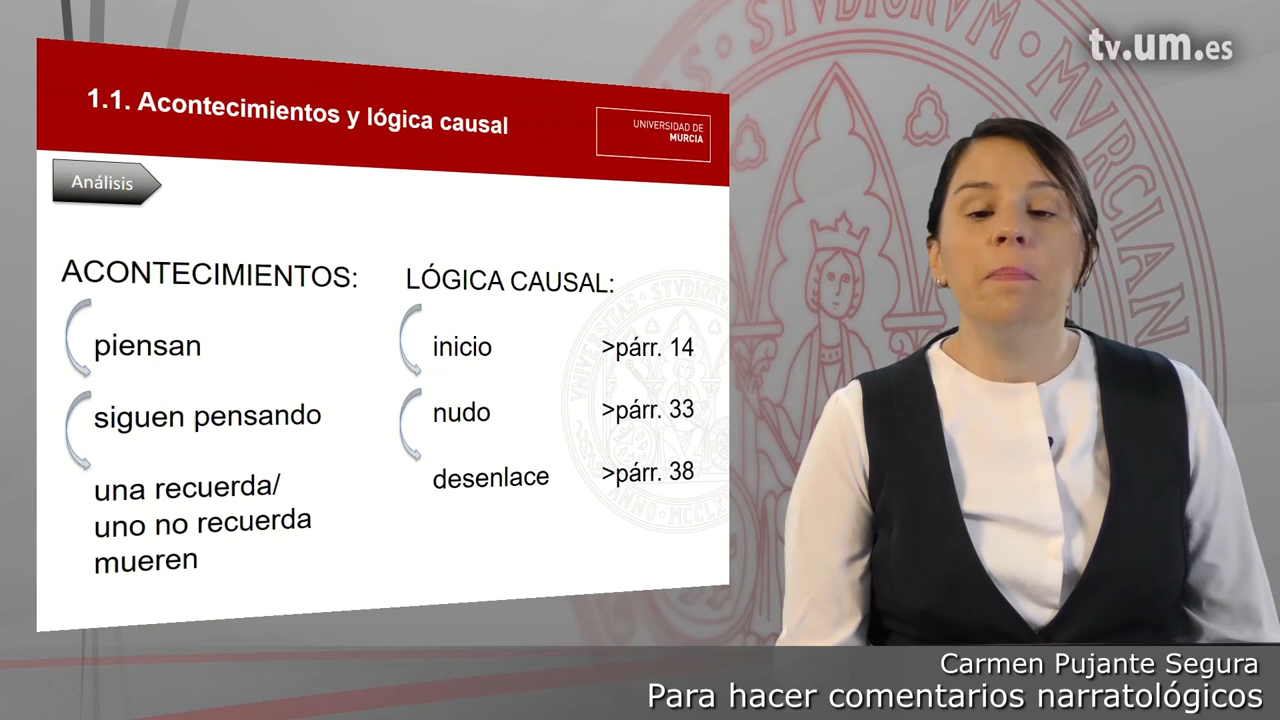 tv.um.es
1.1. Acontecimientos y lógica causal
UNIVERSIDAD DE
MURCIA
Análisis
ACONTECIMIENTOS:
piensan
siguen pensando
una recuerda/
uno no recuerda
mueren
LÓGICA CAUSAL:
inicio >párr. 14
nudo >párr. 33
desenlace >párr. 38
Carmen Pujante Segura
Para hacer comentarios narratológicos